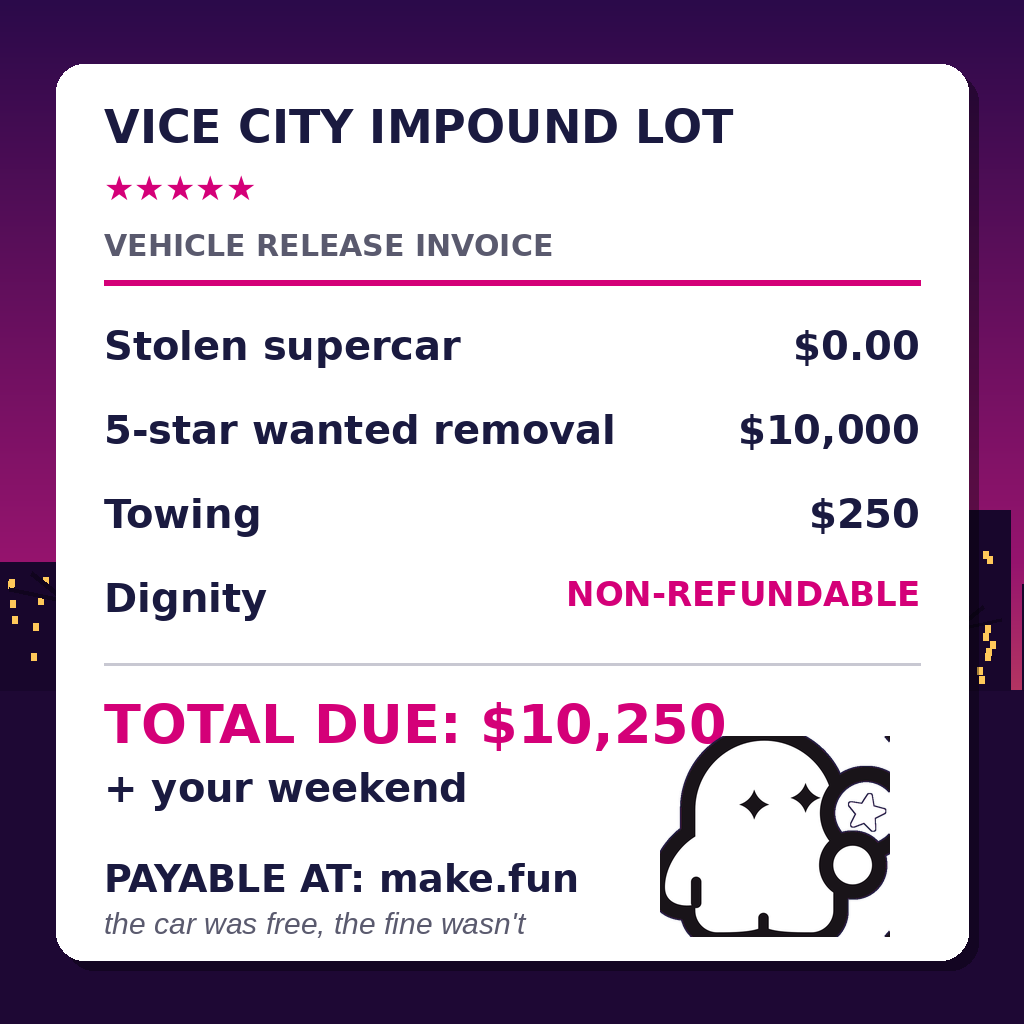 VICE CITY IMPOUND LOT
★★★★★
VEHICLE RELEASE INVOICE
Stolen supercar $0.00
5-star wanted removal $10,000
Towing $250
Dignity NON-REFUNDABLE
TOTAL DUE: $10,250
+ your weekend
PAYABLE AT: make.fun
the car was free, the fine wasn't